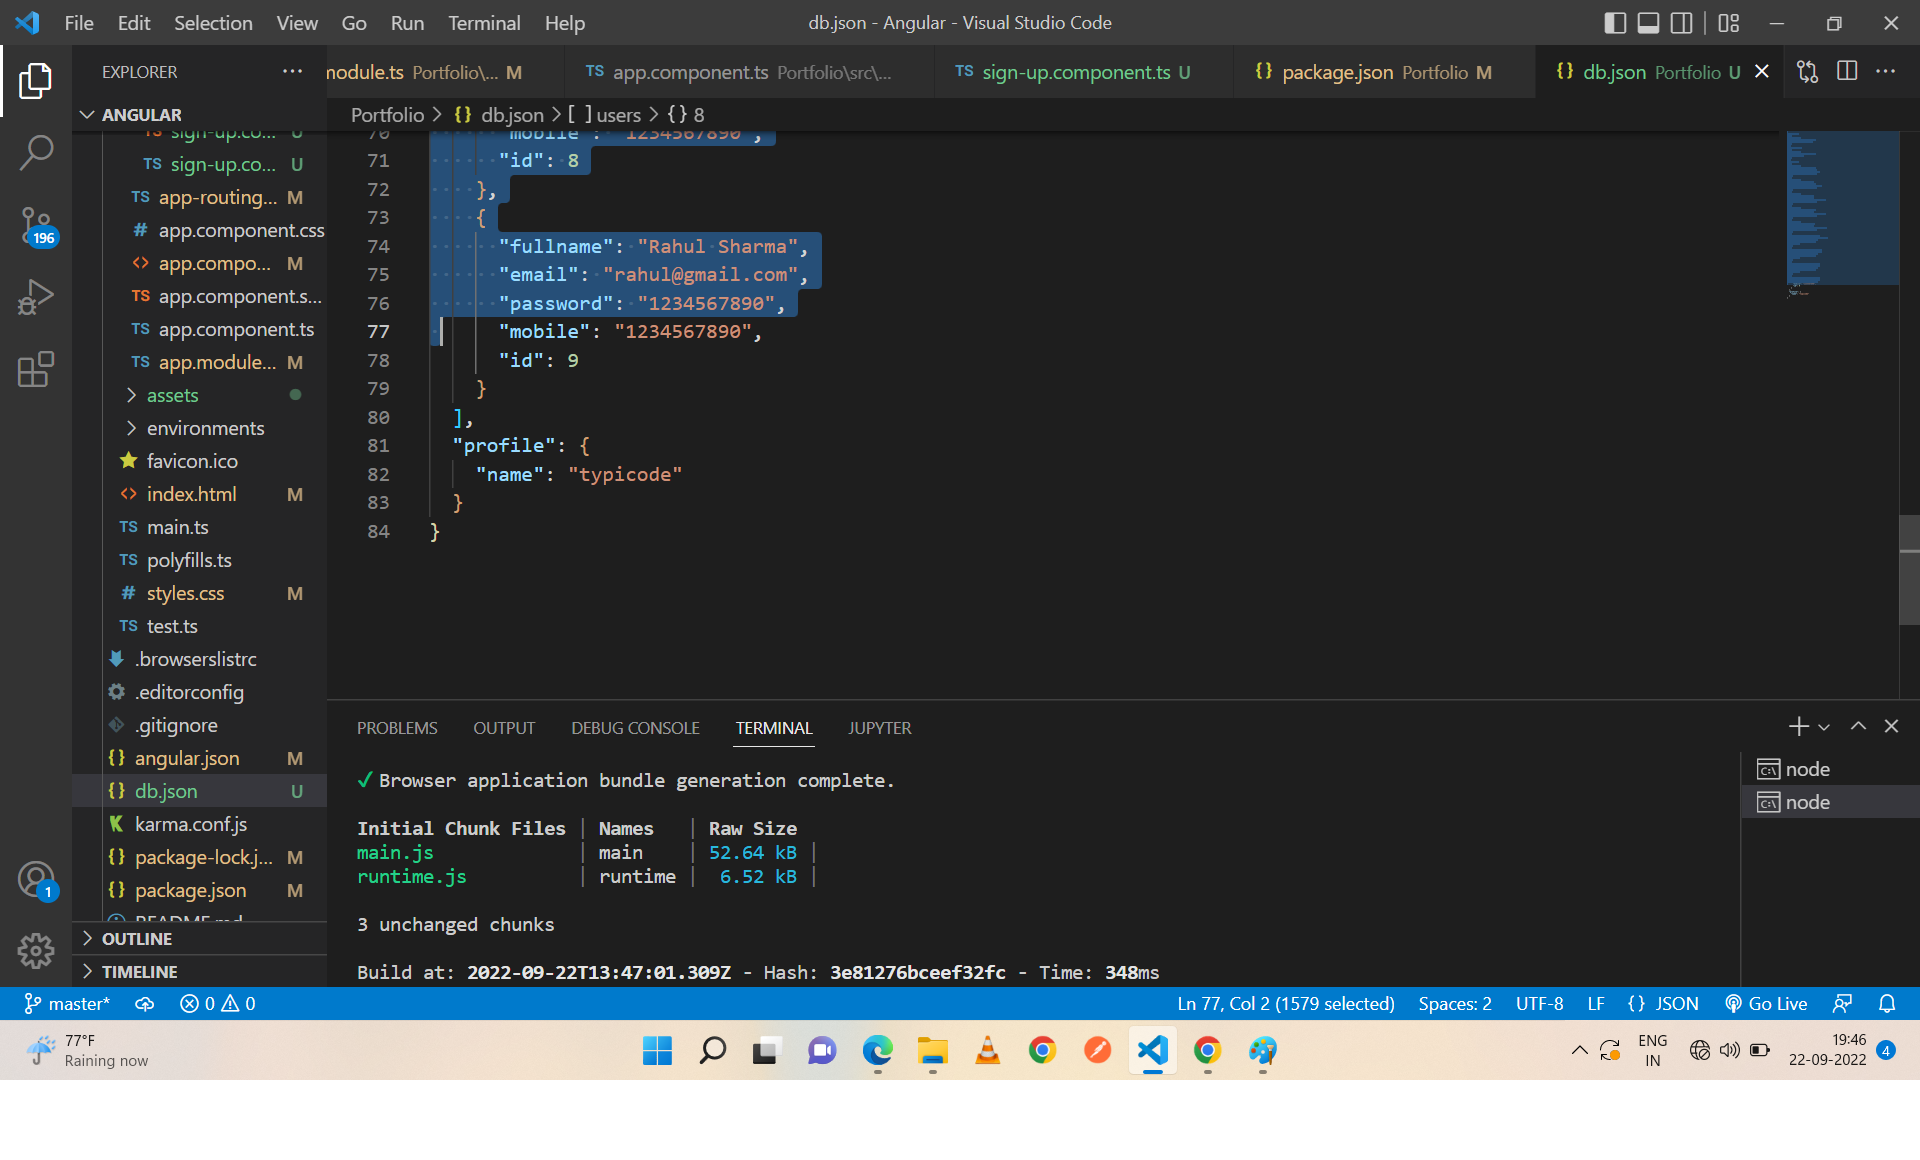 File Edit Selection View Go Run Terminal Help
db.json - Angular - Visual Studio Code
EXPLORER
module.ts Portfolio\... M
TS app.component.ts Portfolio\src\...
TS sign-up.component.ts U
{} package.json Portfolio M
{} db.json Portfolio U
ANGULAR
Portfolio > {} db.json > [ ] users > {} 8
TS sign-up.co... U
TS sign-up.co... U
TS app-routing... M
# app.component.css
<> app.compo... M
TS app.component.s...
TS app.component.ts
TS app.module... M
assets
environments
favicon.ico
<> index.html M
TS main.ts
TS polyfills.ts
# styles.css M
TS test.ts
.browserslistrc
.editorconfig
.gitignore
{} angular.json M
{} db.json U
karma.conf.js
{} package-lock.j... M
{} package.json M
README.md
OUTLINE
TIMELINE
196
1
70 "mobile": "1234567890",
71 "id": 8
72 },
73 {
74 "fullname": "Rahul Sharma",
75 "email": "rahul@gmail.com",
76 "password": "1234567890",
77 "mobile": "1234567890",
78 "id": 9
79 }
80 ],
81 "profile": {
82 "name": "typicode"
83 }
84 }
PROBLEMS OUTPUT DEBUG CONSOLE TERMINAL JUPYTER
✓ Browser application bundle generation complete.
Initial Chunk Files | Names | Raw Size
main.js | main | 52.64 kB |
runtime.js | runtime | 6.52 kB |
3 unchanged chunks
Build at: 2022-09-22T13:47:01.309Z - Hash: 3e81276bceef32fc - Time: 348ms
node
node
master* 0 0
Ln 77, Col 2 (1579 selected) Spaces: 2 UTF-8 LF {} JSON Go Live
77°F
Raining now
ENG
IN
19:46
22-09-2022
4